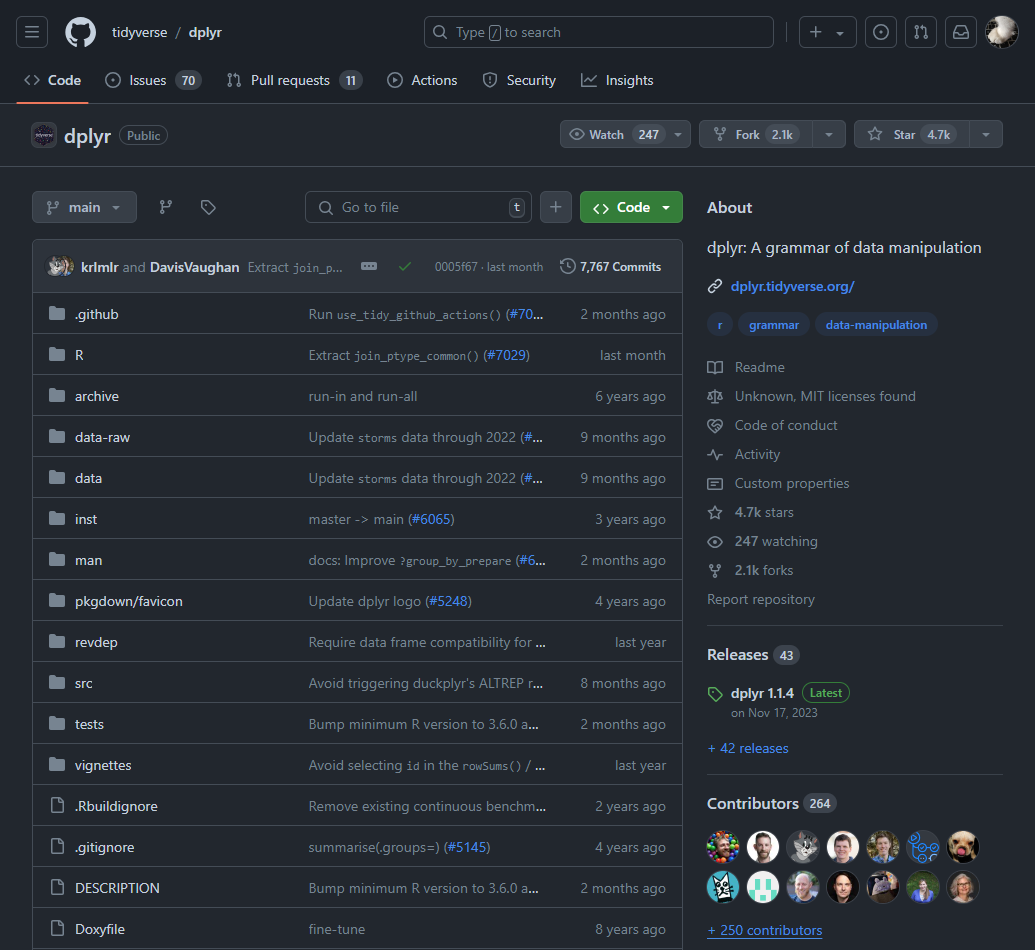 tidyverse / dplyr
Type / to search
Code Issues 70 Pull requests 11 Actions Security Insights
dplyr Public
Watch 247 Fork 2.1k Star 4.7k
main
Go to file t
Code
krlmlr and DavisVaughan Extract join_p... 0005f67 · last month 7,767 Commits
.github Run use_tidy_github_actions() (#70... 2 months ago
R Extract join_ptype_common() (#7029) last month
archive run-in and run-all 6 years ago
data-raw Update storms data through 2022 (#... 9 months ago
data Update storms data through 2022 (#... 9 months ago
inst master -> main (#6065) 3 years ago
man docs: Improve ?group_by_prepare (#6... 2 months ago
pkgdown/favicon Update dplyr logo (#5248) 4 years ago
revdep Require data frame compatibility for ... last year
src Avoid triggering duckplyr's ALTREP r... 8 months ago
tests Bump minimum R version to 3.6.0 a... 2 months ago
vignettes Avoid selecting id in the rowSums() / ... last year
.Rbuildignore Remove existing continuous benchm... 2 years ago
.gitignore summarise(.groups=) (#5145) 4 years ago
DESCRIPTION Bump minimum R version to 3.6.0 a... 2 months ago
Doxyfile fine-tune 8 years ago
About
dplyr: A grammar of data manipulation
dplyr.tidyverse.org/
r grammar data-manipulation
Readme
Unknown, MIT licenses found
Code of conduct
Activity
Custom properties
4.7k stars
247 watching
2.1k forks
Report repository
Releases 43
dplyr 1.1.4 Latest
on Nov 17, 2023
+ 42 releases
Contributors 264
+ 250 contributors